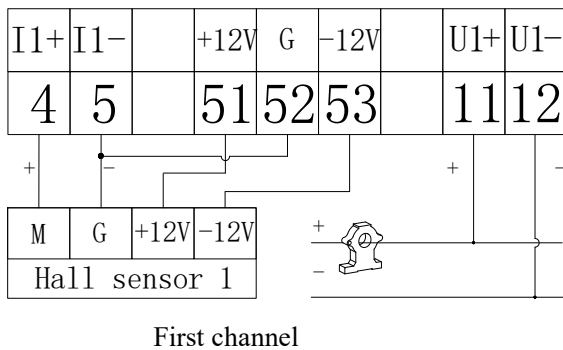 I1+ I1- +12V G -12V U1+ U1-
4 5 51 52 53 11 12
+ - + -
M G +12V -12V
+
-
Hall sensor 1
First channel